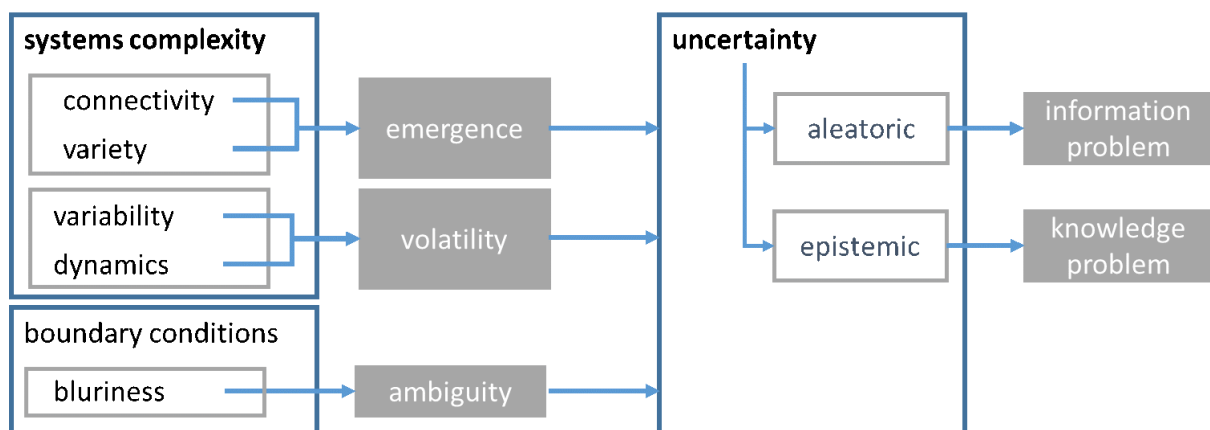 systems complexity
connectivity
variety
variability
dynamics
boundary conditions
bluriness
emergence
volatility
ambiguity
uncertainty
aleatoric
epistemic
information
problem
knowledge
problem